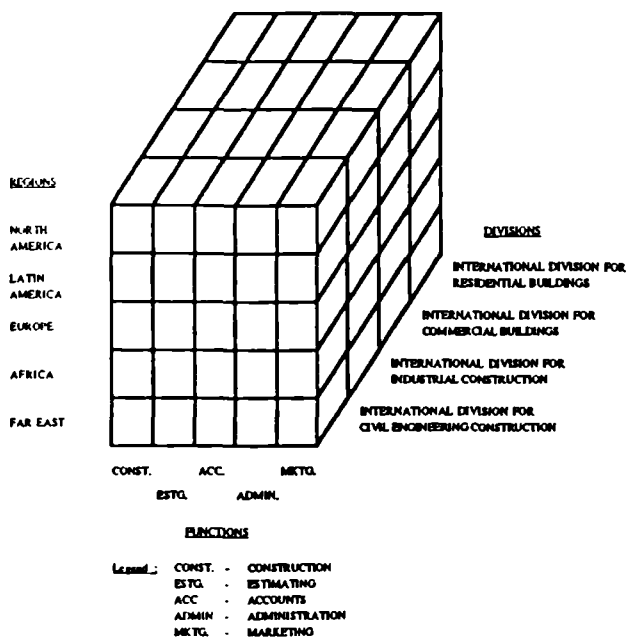 REGIONS
NORTH
AMERICA
LATIN
AMERICA
EUROPE
AFRICA
FAR EAST
DIVISIONS
INTERNATIONAL DIVISION FOR
RESIDENTIAL BUILDINGS
INTERNATIONAL DIVISION FOR
COMMERCIAL BUILDINGS
INTERNATIONAL DIVISION FOR
INDUSTRIAL CONSTRUCTION
INTERNATIONAL DIVISION FOR
CIVIL ENGINEERING CONSTRUCTION
CONST. ACC. MKTG.
ESTG. ADMIN.
FUNCTIONS
Legend : CONST. - CONSTRUCTION
ESTG. - ESTIMATING
ACC - ACCOUNTS
ADMIN - ADMINISTRATION
MKTG. - MARKETING